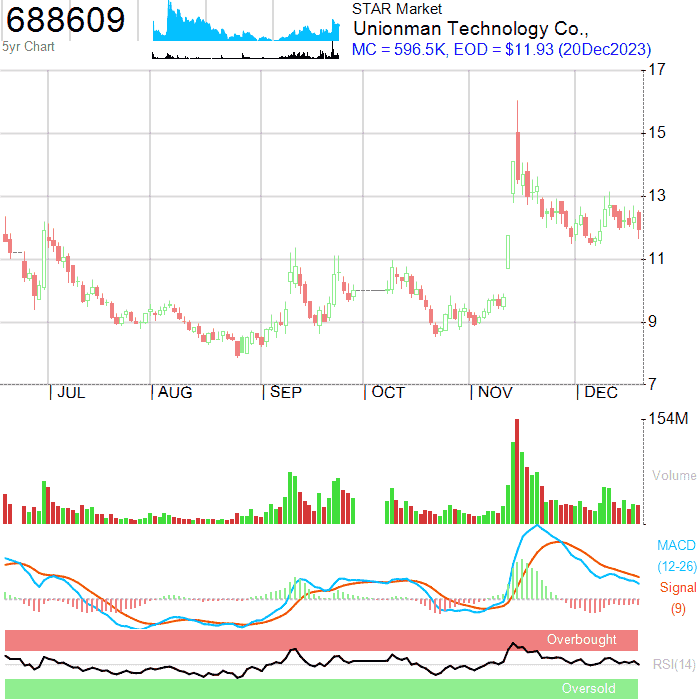 688609
5yr Chart
STAR Market
Unionman Technology Co.,
MC = 596.5K, EOD = $11.93 (20Dec2023)
17
15
13
11
9
7
JUL AUG SEP OCT NOV DEC
154M
Volume
MACD
(12-26)
Signal
(9)
Overbought
RSI(14)
Oversold